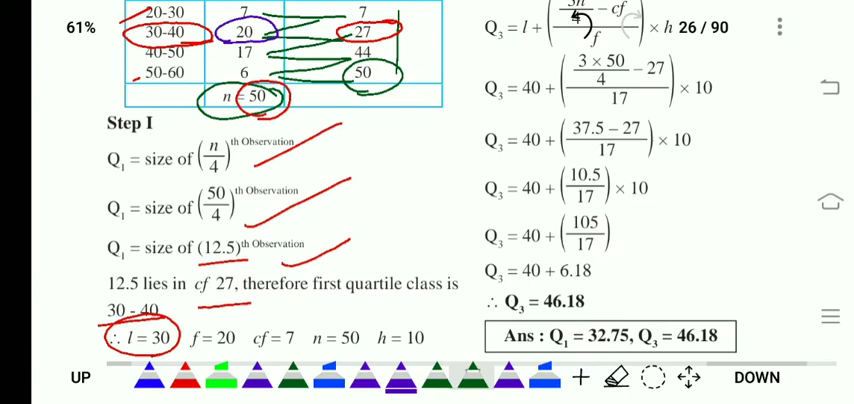 61%
20-30 7 7
30-40 20 27
40-50 17 44
50-60 6 50
n = 50
Step I
Q₁ = size of (n/4)^th Observation
Q₁ = size of (50/4)^th Observation
Q₁ = size of (12.5)^th Observation
12.5 lies in cf 27, therefore first quartile class is
30 - 40
∴ l = 30 f = 20 cf = 7 n = 50 h = 10
Q₃ = l + ((3n/4 − cf)/f) × h
26 / 90
Q₃ = 40 + ((3 × 50/4 − 27)/17) × 10
Q₃ = 40 + ((37.5 − 27)/17) × 10
Q₃ = 40 + (10.5/17) × 10
Q₃ = 40 + (105/17)
Q₃ = 40 + 6.18
∴ Q₃ = 46.18
Ans : Q₁ = 32.75, Q₃ = 46.18
UP
DOWN